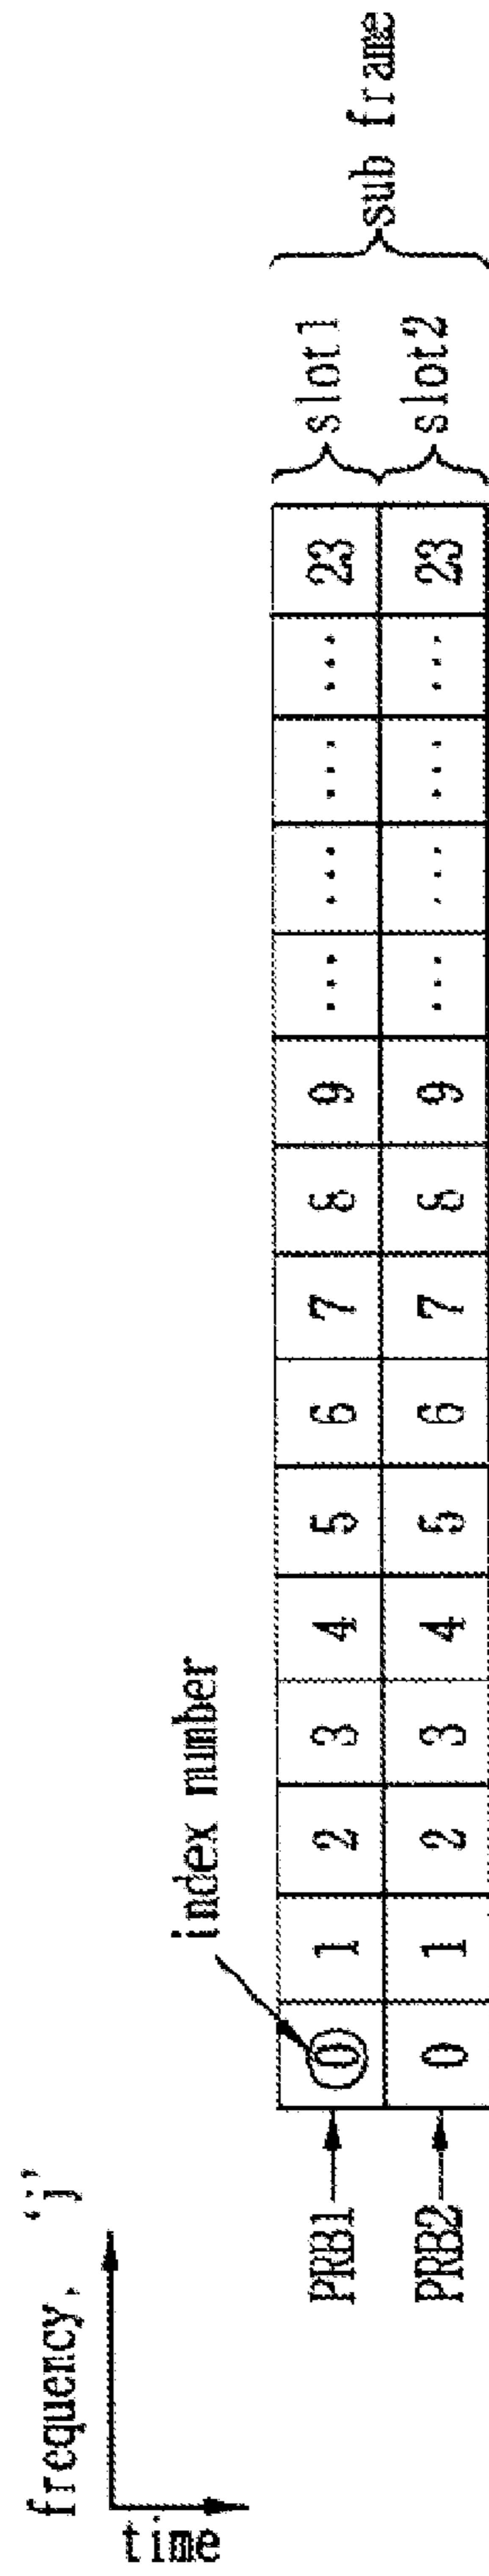 frequency, 'j'
time
index number
PRB1 0 1 2 3 4 5 6 7 8 9 ... ... ... ... 23 slot1
PRB2 0 1 2 3 4 5 6 7 8 9 ... ... ... ... 23 slot2
sub frame